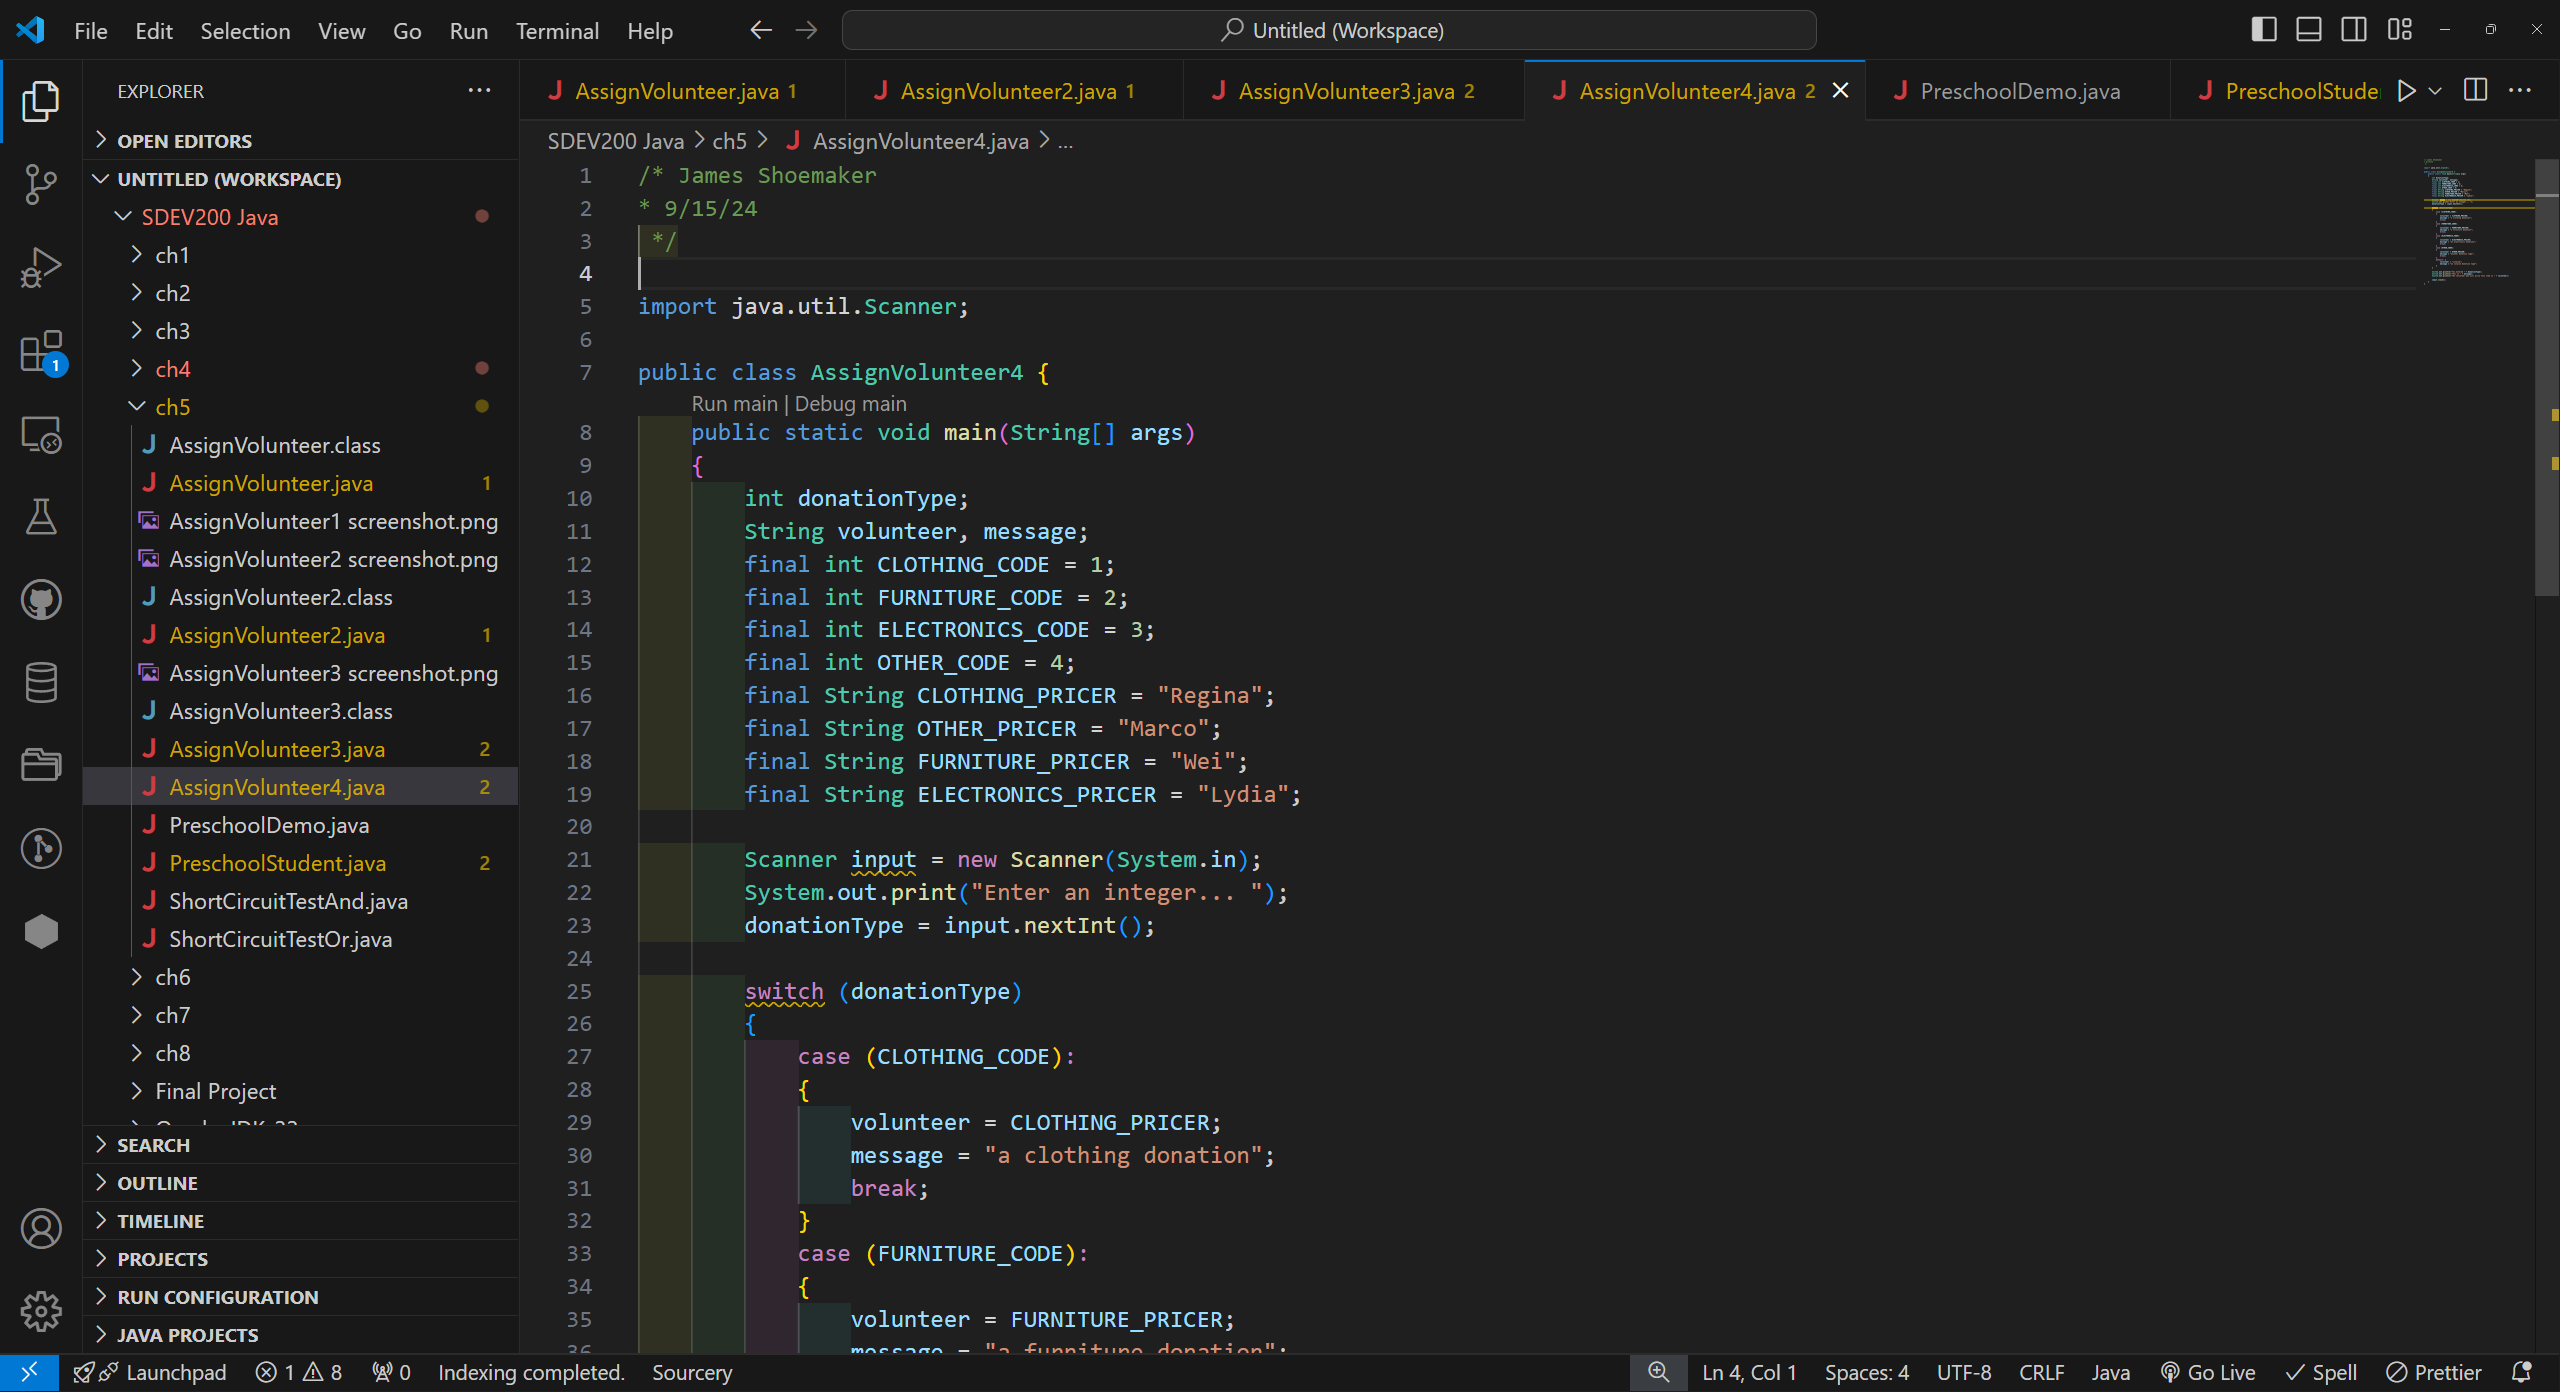 File Edit Selection View Go Run Terminal Help
Untitled (Workspace)
EXPLORER
OPEN EDITORS
UNTITLED (WORKSPACE)
SDEV200 Java
ch1
ch2
ch3
ch4
ch5
AssignVolunteer.class
AssignVolunteer.java 1
AssignVolunteer1 screenshot.png
AssignVolunteer2 screenshot.png
AssignVolunteer2.class
AssignVolunteer2.java 1
AssignVolunteer3 screenshot.png
AssignVolunteer3.class
AssignVolunteer3.java 2
AssignVolunteer4.java 2
PreschoolDemo.java
PreschoolStudent.java 2
ShortCircuitTestAnd.java
ShortCircuitTestOr.java
ch6
ch7
ch8
Final Project
SEARCH
OUTLINE
TIMELINE
PROJECTS
RUN CONFIGURATION
JAVA PROJECTS
1
AssignVolunteer.java 1 AssignVolunteer2.java 1 AssignVolunteer3.java 2 AssignVolunteer4.java 2 PreschoolDemo.java PreschoolStude
SDEV200 Java > ch5 > AssignVolunteer4.java > ...
1 /* James Shoemaker
2 * 9/15/24
3 */
4
5 import java.util.Scanner;
6
7 public class AssignVolunteer4 {
Run main | Debug main
8 public static void main(String[] args)
9 {
10 int donationType;
11 String volunteer, message;
12 final int CLOTHING_CODE = 1;
13 final int FURNITURE_CODE = 2;
14 final int ELECTRONICS_CODE = 3;
15 final int OTHER_CODE = 4;
16 final String CLOTHING_PRICER = "Regina";
17 final String OTHER_PRICER = "Marco";
18 final String FURNITURE_PRICER = "Wei";
19 final String ELECTRONICS_PRICER = "Lydia";
20
21 Scanner input = new Scanner(System.in);
22 System.out.print("Enter an integer... ");
23 donationType = input.nextInt();
24
25 switch (donationType)
26 {
27 case (CLOTHING_CODE):
28 {
29 volunteer = CLOTHING_PRICER;
30 message = "a clothing donation";
31 break;
32 }
33 case (FURNITURE_CODE):
34 {
35 volunteer = FURNITURE_PRICER;
36 message = "a furniture donation";
Launchpad 1 8 0 Indexing completed. Sourcery Ln 4, Col 1 Spaces: 4 UTF-8 CRLF Java Go Live Spell Prettier